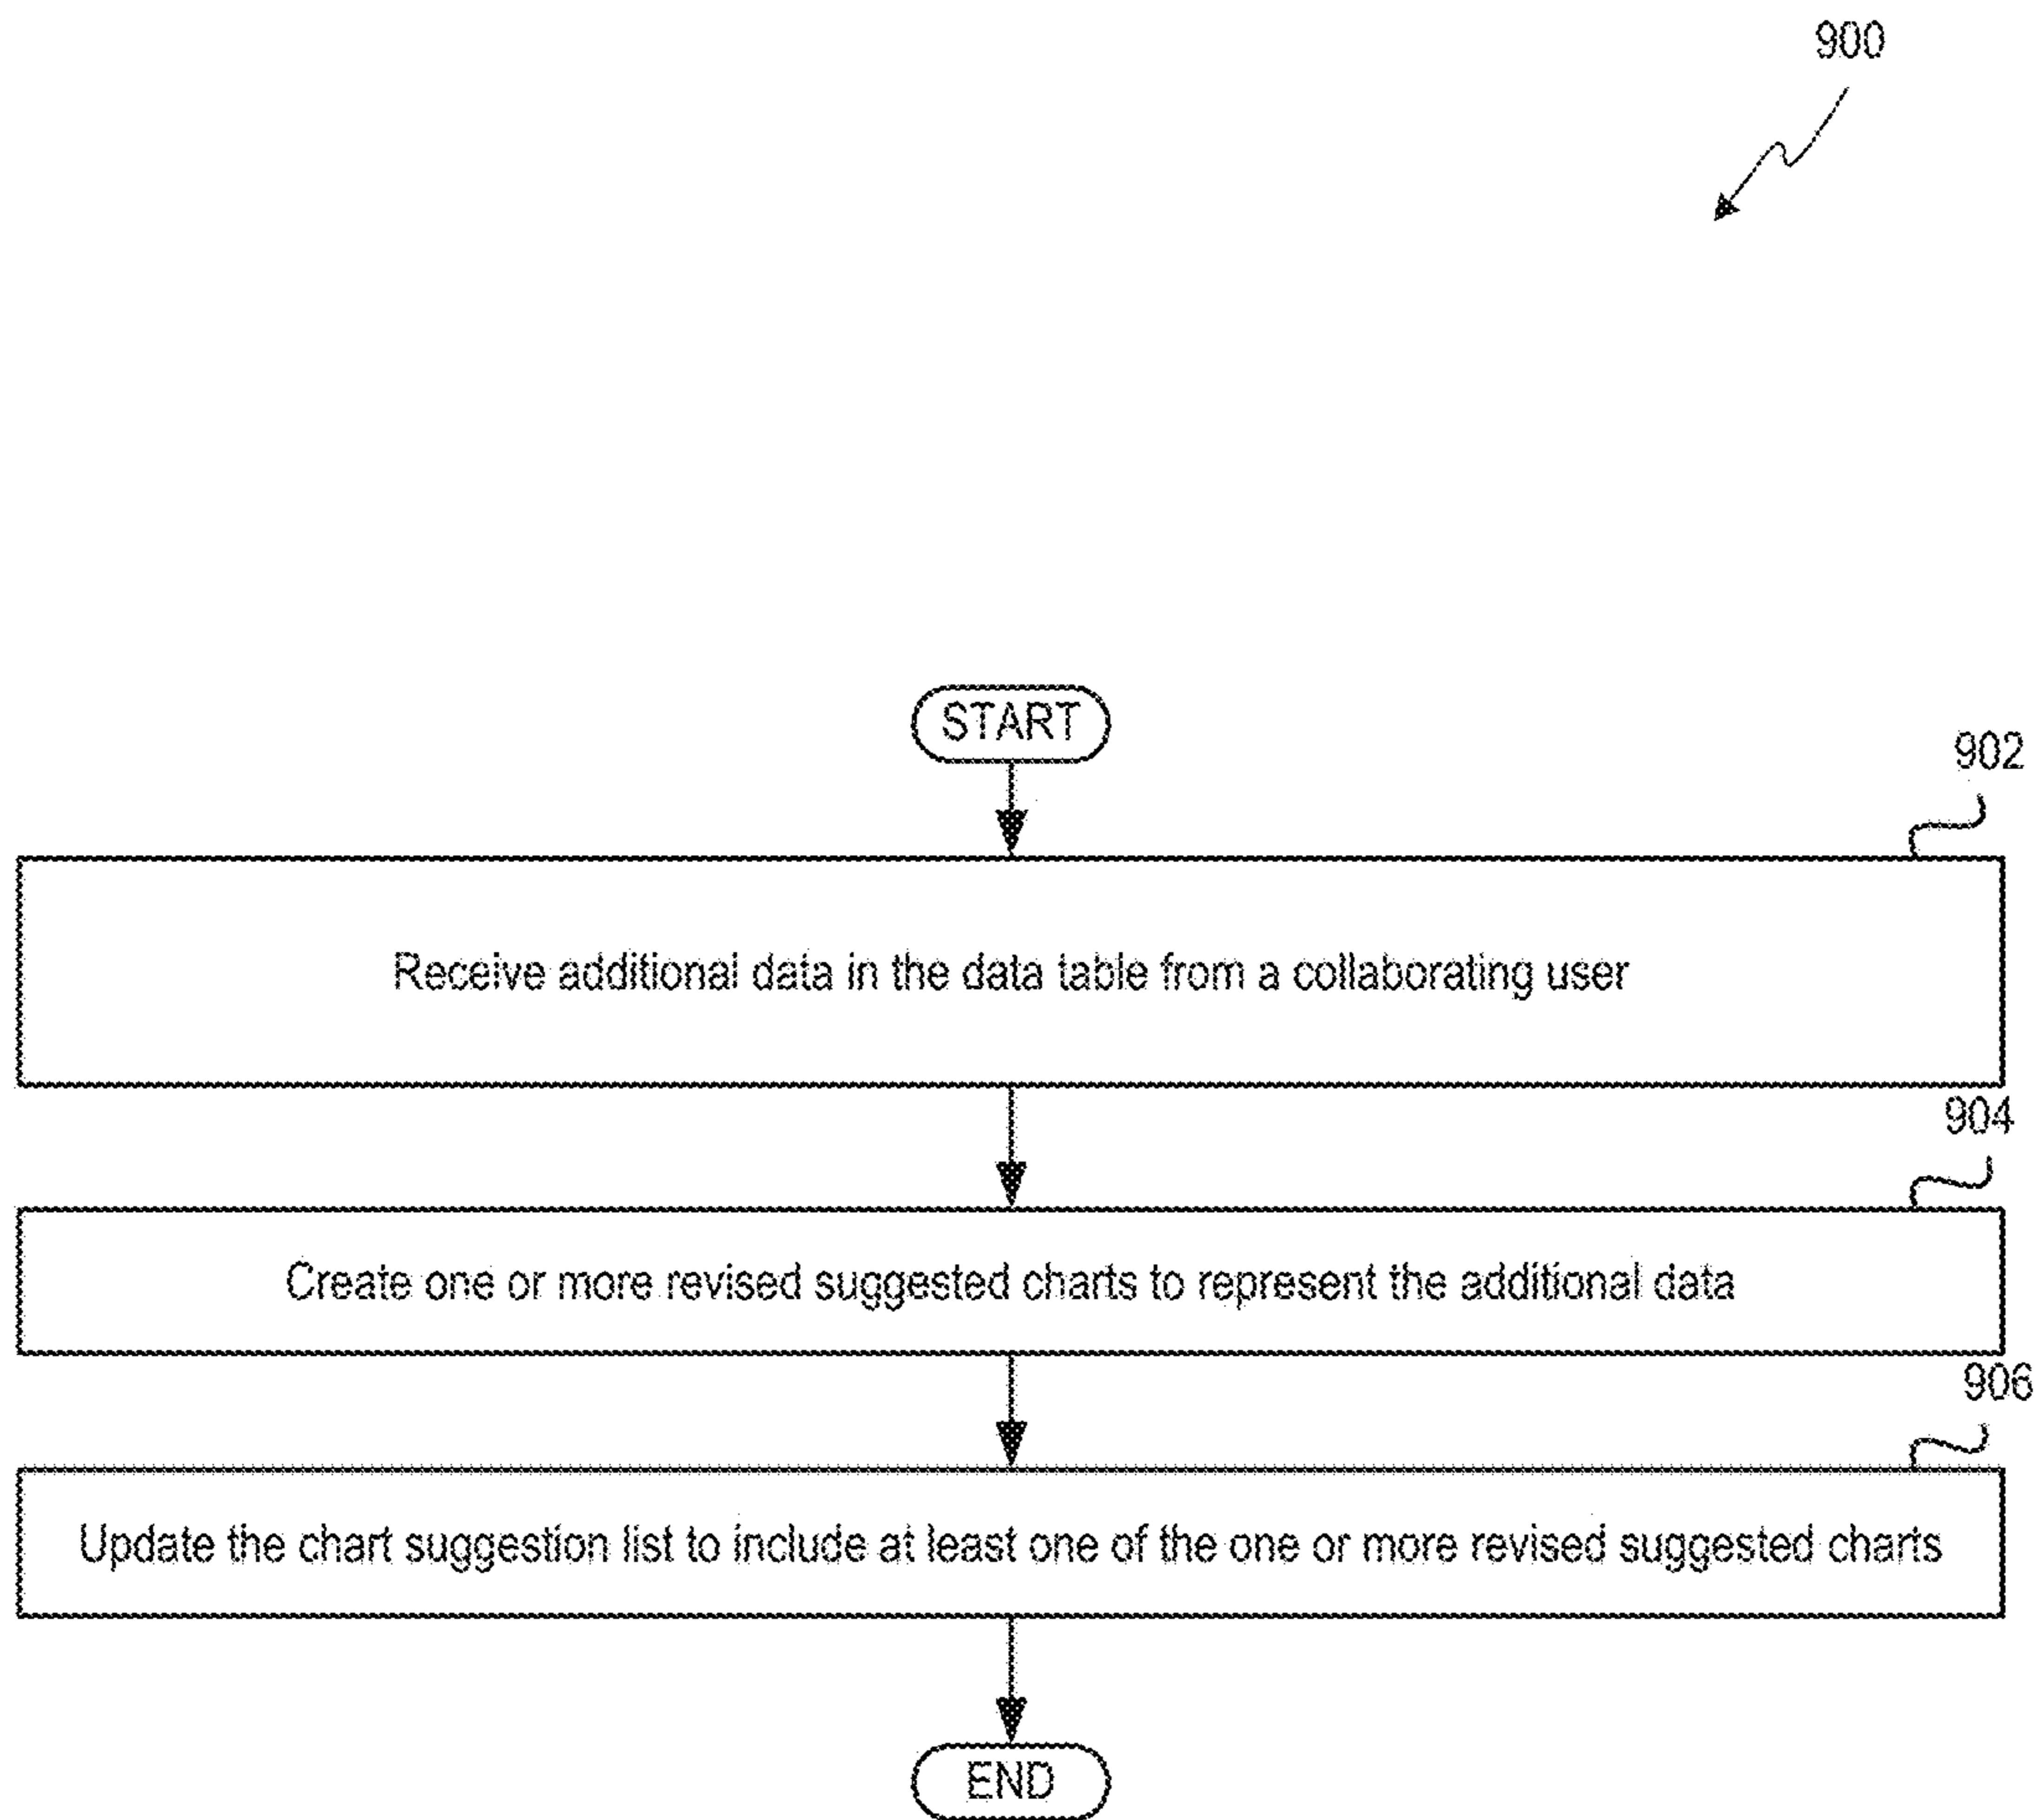 900
START
902
Receive additional data in the data table from a collaborating user
904
Create one or more revised suggested charts to represent the additional data
906
Update the chart suggestion list to include at least one of the one or more revised suggested charts
END